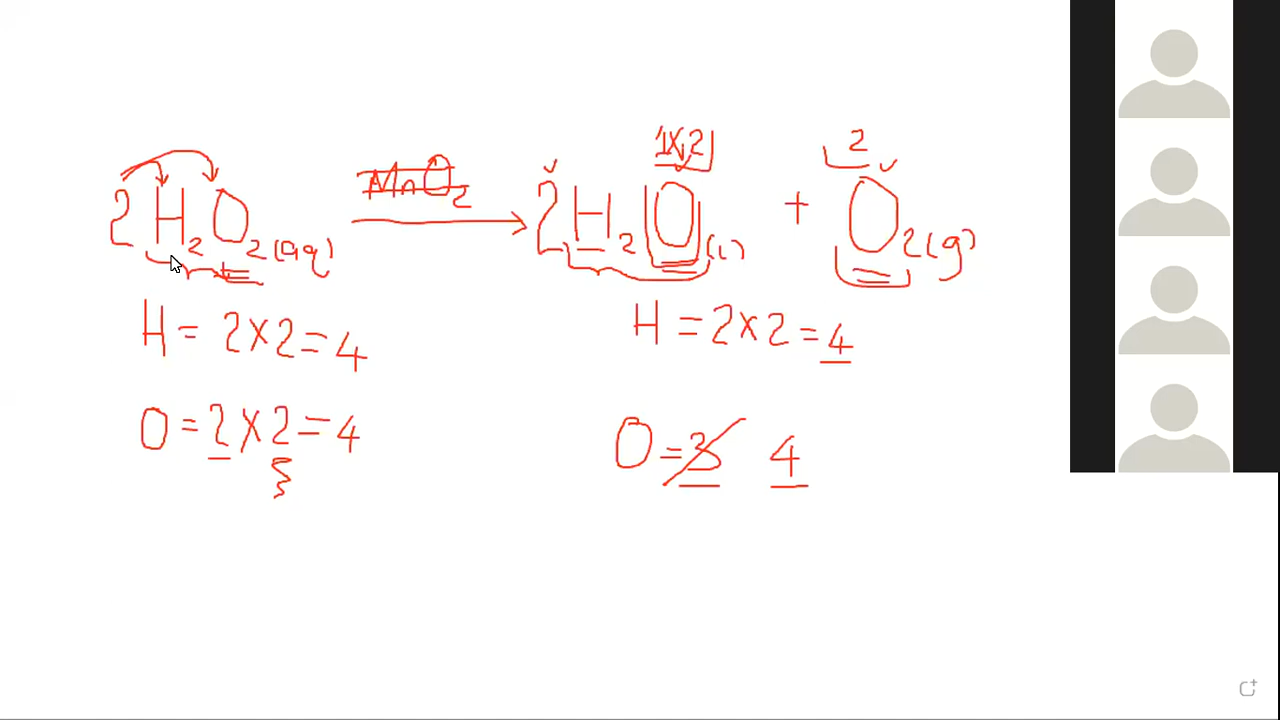 1x2 2
2H2O2(aq) MnO2 → 2H2O(l) + O2(g)
H = 2x2 = 4 H = 2x2 = 4
O = 2x2 = 4 O = 3 4